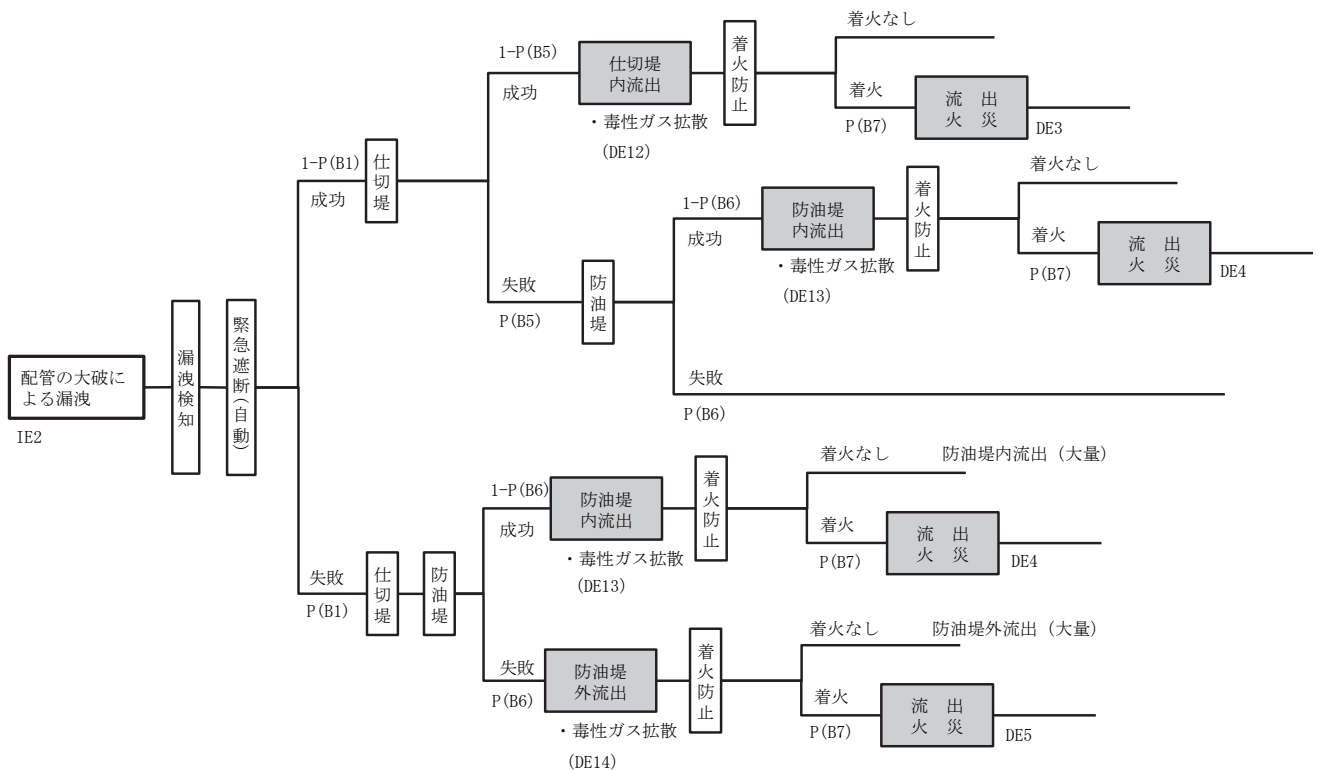 配管の大破に
よる漏洩
IE2
漏洩検知
緊急遮断(自動)
1-P(B1)
成功
仕切堤
1-P(B5)
成功
仕切堤
内流出
・毒性ガス拡散
(DE12)
着火防止
着火なし
着火
P(B7)
流　出
火　災
DE3
失敗
P(B5)
防油堤
1-P(B6)
成功
防油堤
内流出
・毒性ガス拡散
(DE13)
着火防止
着火なし
着火
P(B7)
流　出
火　災
DE4
失敗
P(B6)
失敗
P(B1)
仕切堤
防油堤
1-P(B6)
成功
防油堤
内流出
・毒性ガス拡散
(DE13)
着火防止
着火なし
防油堤内流出（大量）
着火
P(B7)
流　出
火　災
DE4
失敗
P(B6)
防油堤
外流出
・毒性ガス拡散
(DE14)
着火防止
着火なし
防油堤外流出（大量）
着火
P(B7)
流　出
火　災
DE5